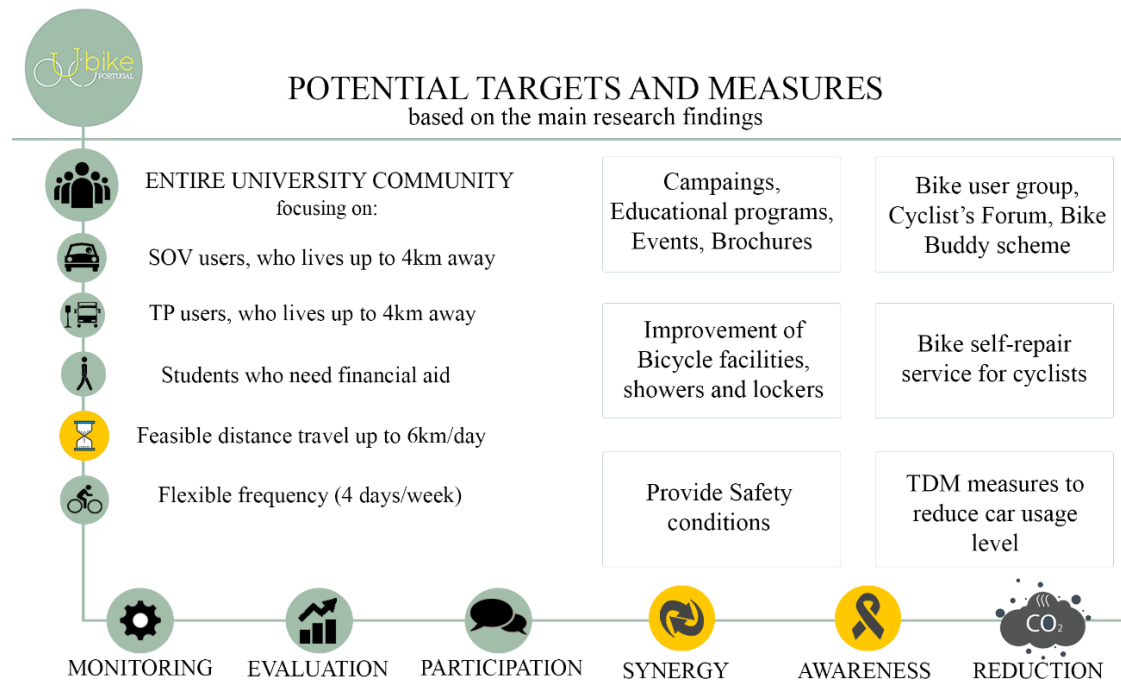 U·bike
PORTUGAL
POTENTIAL TARGETS AND MEASURES
based on the main research findings
ENTIRE UNIVERSITY COMMUNITY
focusing on:
SOV users, who lives up to 4km away
TP users, who lives up to 4km away
Students who need financial aid
Feasible distance travel up to 6km/day
Flexible frequency (4 days/week)
Campaings,
Educational programs,
Events, Brochures
Bike user group,
Cyclist’s Forum, Bike
Buddy scheme
Improvement of
Bicycle facilities,
showers and lockers
Bike self-repair
service for cyclists
Provide Safety
conditions
TDM measures to
reduce car usage
level
CO₂
MONITORING
EVALUATION
PARTICIPATION
SYNERGY
AWARENESS
REDUCTION